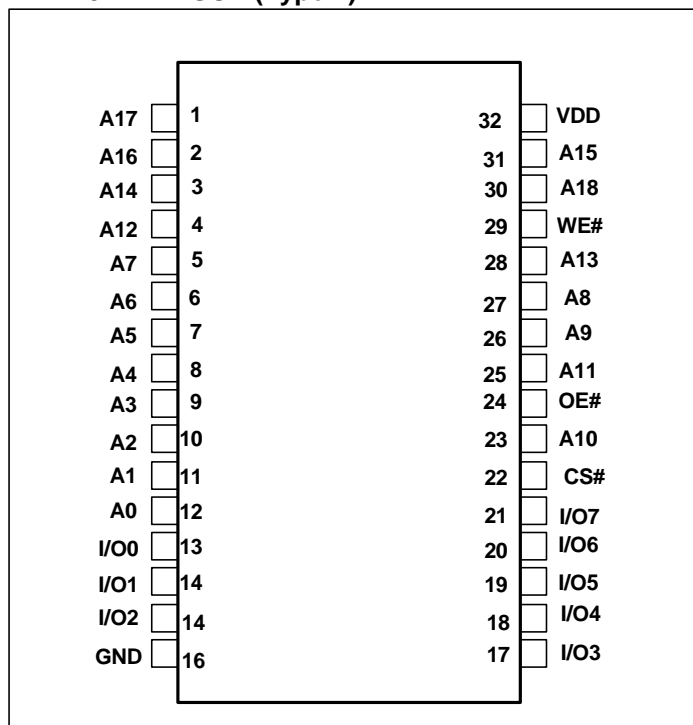 A17 1 32 VDD
A16 2 31 A15
A14 3 30 A18
A12 4 29 WE#
A7 5 28 A13
A6 6 27 A8
A5 7 26 A9
A4 8 25 A11
A3 9 24 OE#
A2 10 23 A10
A1 11 22 CS#
A0 12 21 I/O7
I/O0 13 20 I/O6
I/O1 14 19 I/O5
I/O2 14 18 I/O4
GND 16 17 I/O3